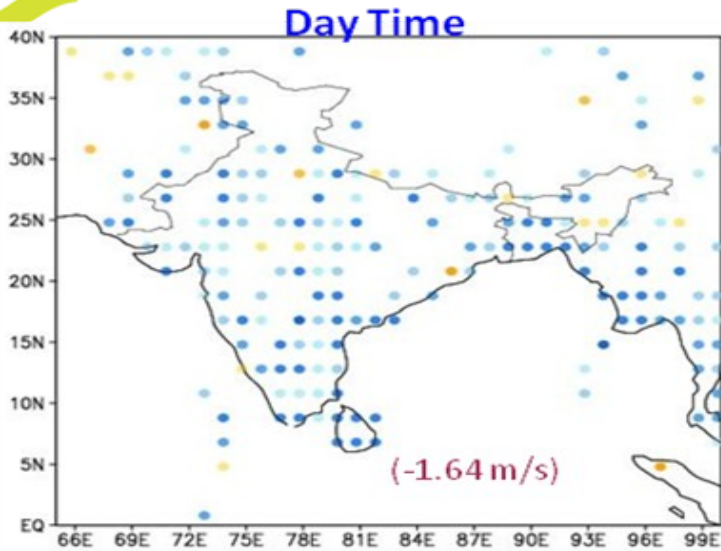 Day Time
40N
35N
30N
25N
20N
15N
10N
5N
EQ
(-1.64 m/s)
66E 69E 72E 75E 78E 81E 84E 87E 90E 93E 96E 99E